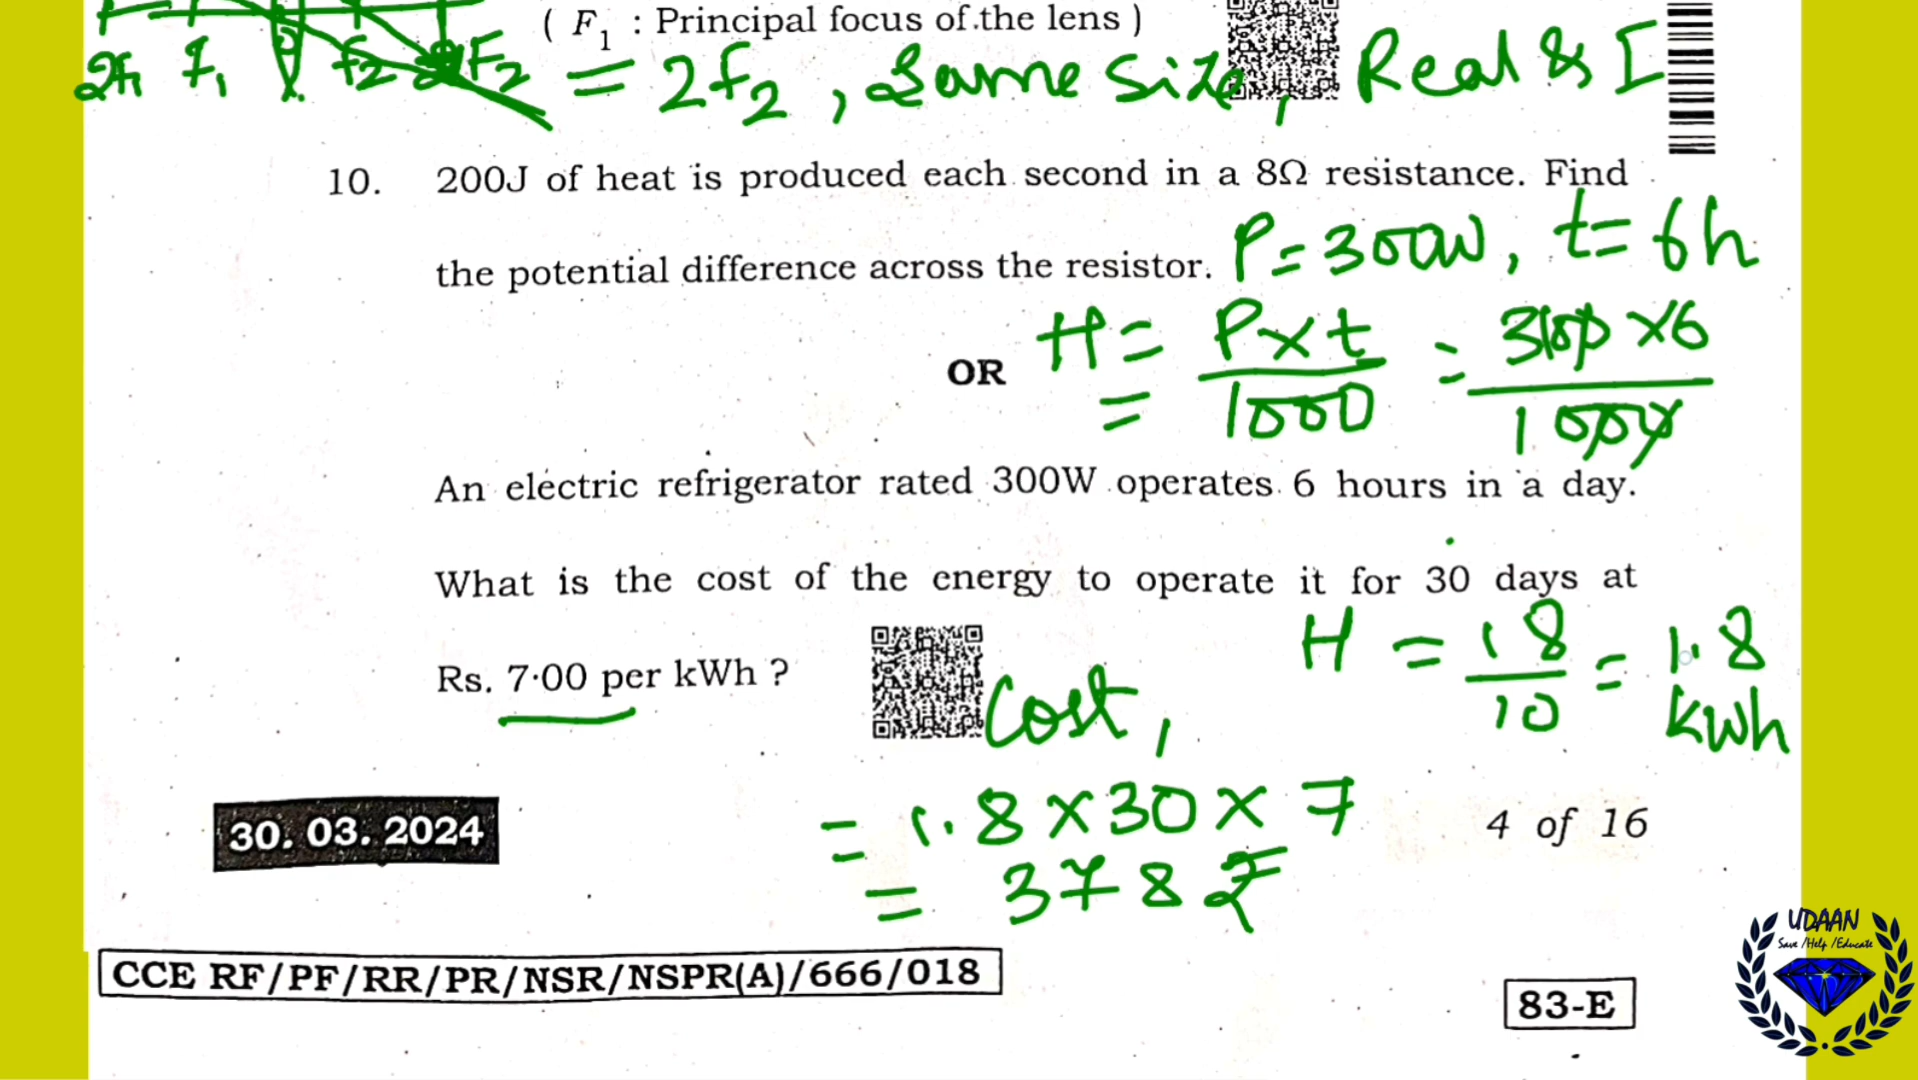 ( F1 : Principal focus of the lens )
2F1 F1 O F2 2F2 = 2F2, Same Size, Real & I
10. 200J of heat is produced each second in a 8Ω resistance. Find
the potential difference across the resistor. P = 300W, t = 6h
OR H = P×t/1000 = 300×6/1000
=
An electric refrigerator rated 300W operates 6 hours in a day.
What is the cost of the energy to operate it for 30 days at
Rs. 7·00 per kWh ?
H = 18/10 = 1.8 kwh
Cost,
= 1.8 × 30 × 7
= 378 ₹
30. 03. 2024
4 of 16
CCE RF/PF/RR/PR/NSR/NSPR(A)/666/018
83-E
UDAAN
Save /Help /Educate